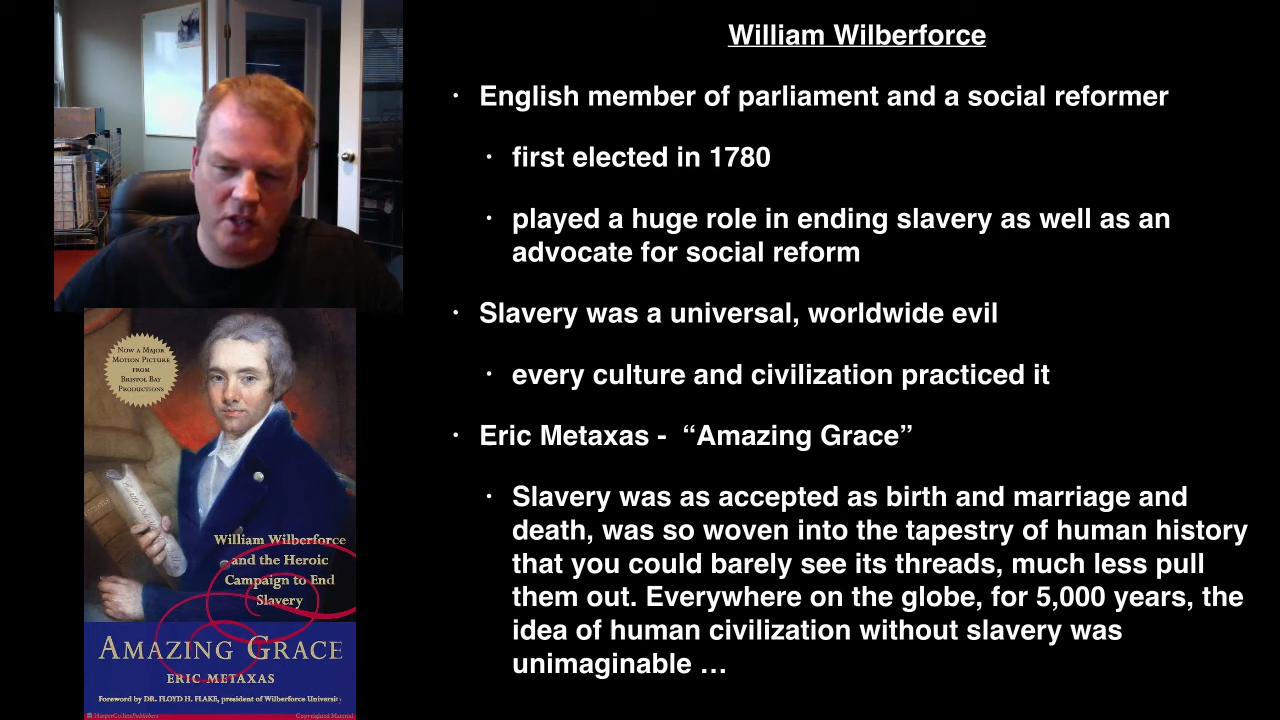 William Wilberforce
· English member of parliament and a social reformer
· first elected in 1780
· played a huge role in ending slavery as well as an
advocate for social reform
· Slavery was a universal, worldwide evil
· every culture and civilization practiced it
· Eric Metaxas - “Amazing Grace”
· Slavery was as accepted as birth and marriage and
death, was so woven into the tapestry of human history
that you could barely see its threads, much less pull
them out. Everywhere on the globe, for 5,000 years, the
idea of human civilization without slavery was
unimaginable …
Now a Major
Motion Picture
from
Bristol Bay
Productions
William Wilberforce
and the Heroic
Campaign to End
Slavery
AMAZING GRACE
ERIC METAXAS
Foreword by DR. FLOYD H. FLAKE, president of Wilberforce University
HarperCollinsPublishers
Copyrighted Material